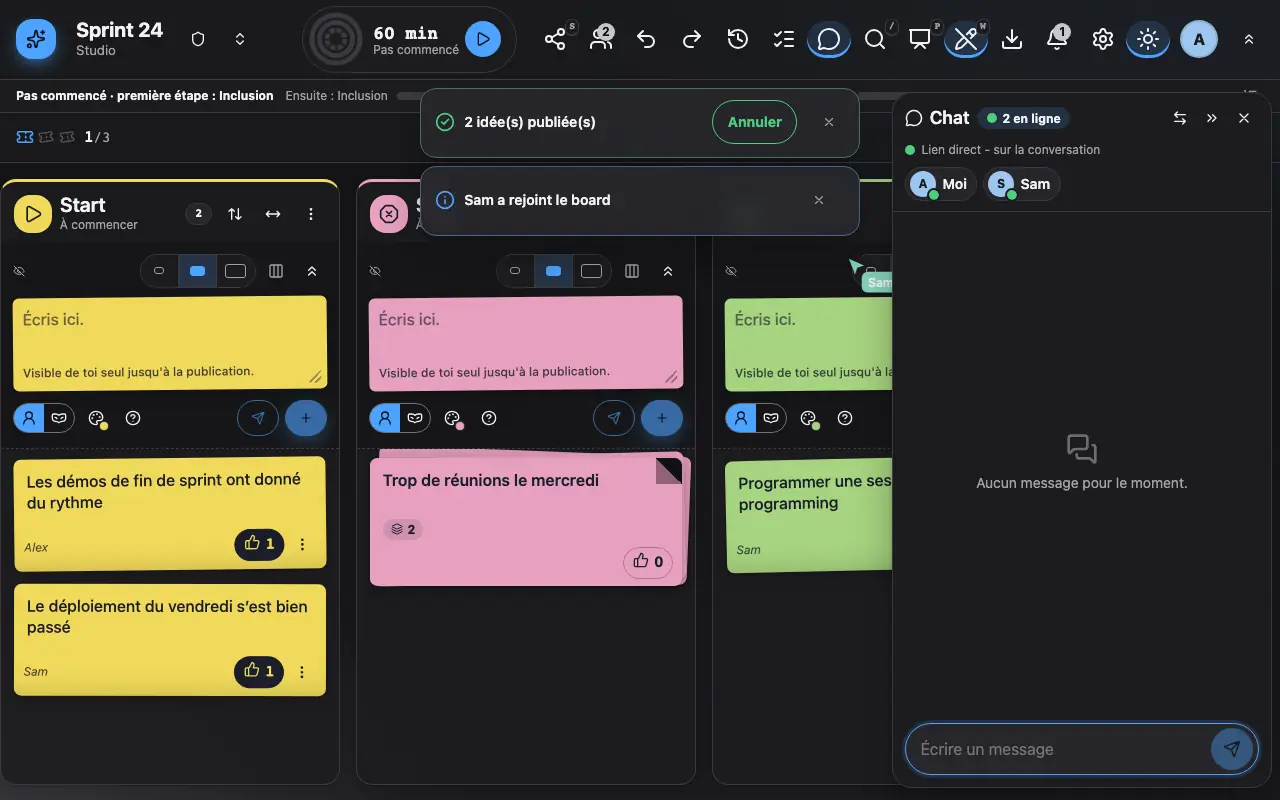 Sprint 24
Studio
60 min
Pas commencé
S
2
/
P
W
1
A
Pas commencé · première étape : Inclusion
Ensuite : Inclusion
1/3
2 idée(s) publiée(s)
Annuler
Sam a rejoint le board
Chat
2 en ligne
Lien direct - sur la conversation
A Moi
S Sam
Start
À commencer
2
Sam
Écris ici.
Visible de toi seul jusqu'à la publication.
Écris ici.
Visible de toi seul jusqu'à la publication.
Écris ici.
Visible de toi seul jusqu'à
Les démos de fin de sprint ont donné
du rythme
Alex
1
Le déploiement du vendredi s'est bien
passé
Sam
1
Trop de réunions le mercredi
2
0
Programmer une ses
programming
Sam
Aucun message pour le moment.
Écrire un message